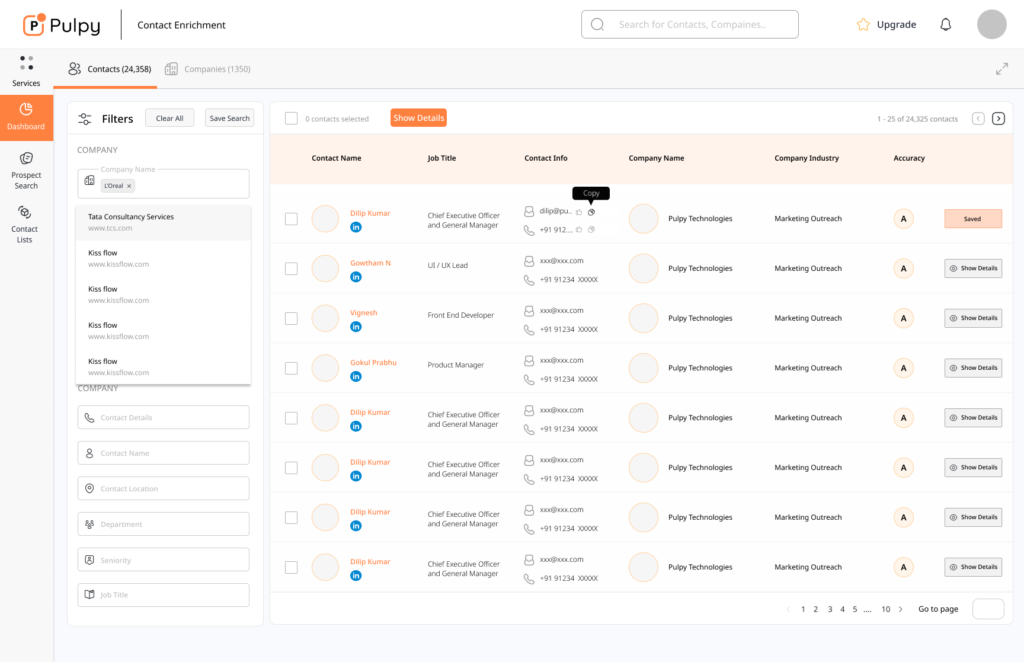 P Pulpy
Contact Enrichment
Search for Contacts, Compaines..
Upgrade
Services
Dashboard
Prospect
Search
Contact
Lists
Contacts (24,358)
Companies (1350)
Filters
Clear All
Save Search
COMPANY
Company Name
L'Oreal ×
Tata Consultancy Services
www.tcs.com
Kiss flow
www.kissflow.com
Kiss flow
www.kissflow.com
Kiss flow
www.kissflow.com
Kiss flow
www.kissflow.com
COMPANY
Contact Details
Contact Name
Contact Location
Department
Seniority
Job Title
0 contacts selected
Show Details
1 - 25 of 24,325 contacts
Contact Name Job Title Contact Info Company Name Company Industry Accuracy
Copy
Dilip Kumar
in
Chief Executive Officer
and General Manager
dilip@pu..
+91 912...
Pulpy Technologies
Marketing Outreach
A
Saved
Gowtham N
in
UI / UX Lead
xxx@xxx.com
+91 91234 XXXXX
Pulpy Technologies
Marketing Outreach
A
Show Details
Vignesh
in
Front End Developer
xxx@xxx.com
+91 91234 XXXXX
Pulpy Technologies
Marketing Outreach
A
Show Details
Gokul Prabhu
in
Product Manager
xxx@xxx.com
+91 91234 XXXXX
Pulpy Technologies
Marketing Outreach
A
Show Details
Dilip Kumar
in
Chief Executive Officer
and General Manager
xxx@xxx.com
+91 91234 XXXXX
Pulpy Technologies
Marketing Outreach
A
Show Details
Dilip Kumar
in
Chief Executive Officer
and General Manager
xxx@xxx.com
+91 91234 XXXXX
Pulpy Technologies
Marketing Outreach
A
Show Details
Dilip Kumar
in
Chief Executive Officer
and General Manager
xxx@xxx.com
+91 91234 XXXXX
Pulpy Technologies
Marketing Outreach
A
Show Details
Dilip Kumar
in
Chief Executive Officer
and General Manager
xxx@xxx.com
+91 91234 XXXXX
Pulpy Technologies
Marketing Outreach
A
Show Details
1 2 3 4 5 .... 10
Go to page